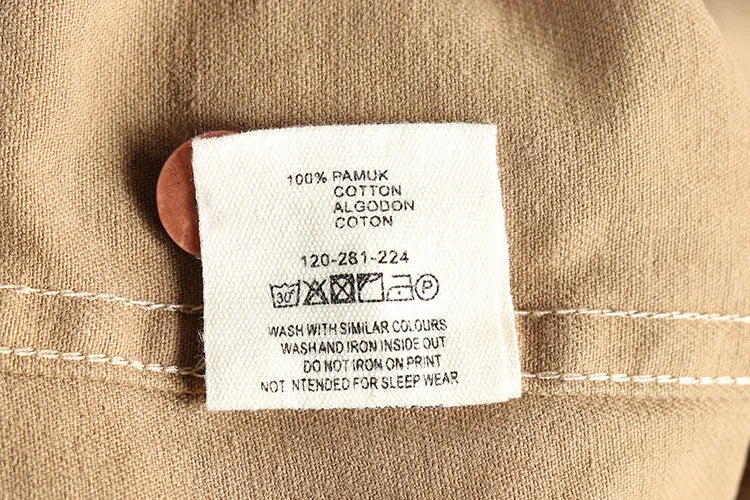 100% PAMUK
COTTON
ALGODON
COTON
120-281-224
30° P
WASH WITH SIMILAR COLOURS
WASH AND IRON INSIDE OUT
DO NOT IRON ON PRINT
NOT NTENDED FOR SLEEP WEAR